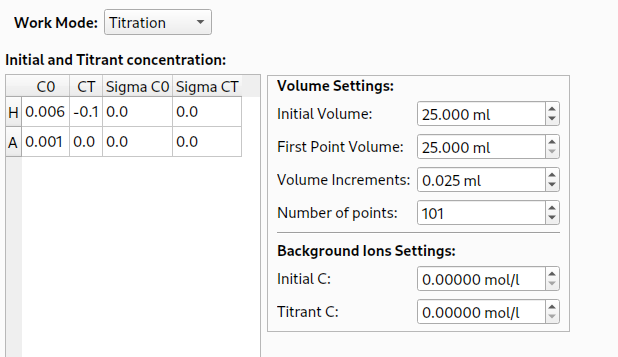 Work Mode: Titration
Initial and Titrant concentration:
C0 CT Sigma C0 Sigma CT
H 0.006 -0.1 0.0 0.0
A 0.001 0.0 0.0 0.0
Volume Settings:
Initial Volume: 25.000 ml
First Point Volume: 25.000 ml
Volume Increments: 0.025 ml
Number of points: 101
Background Ions Settings:
Initial C: 0.00000 mol/l
Titrant C: 0.00000 mol/l